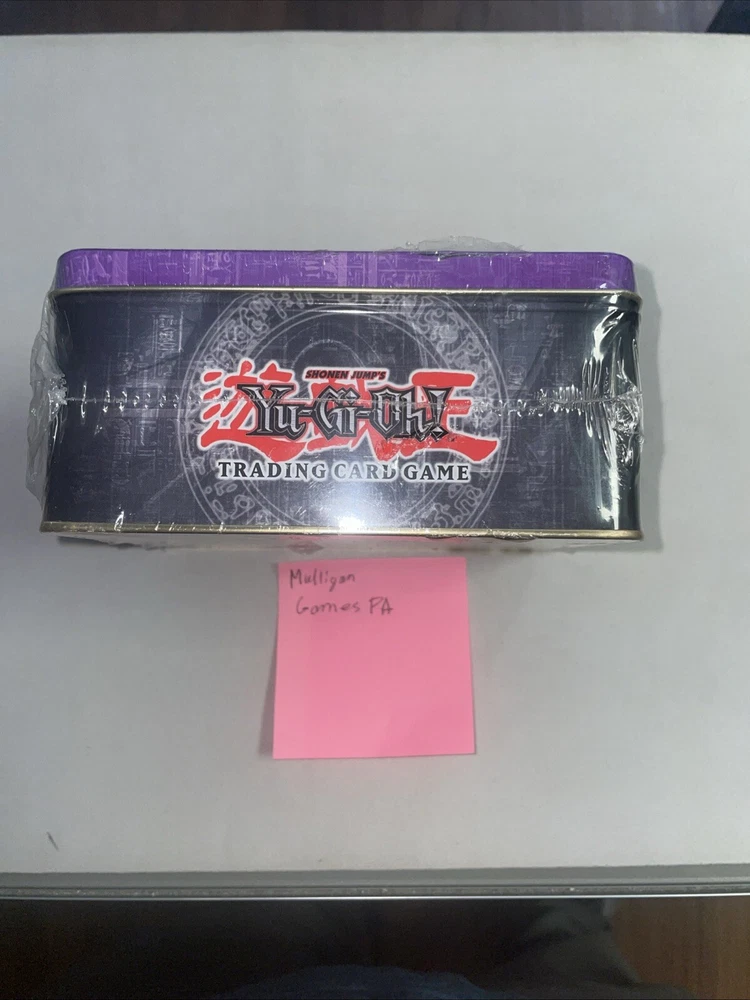 SHONEN JUMP'S
遊戯王
Yu-Gi-Oh!
TRADING CARD GAME
Mulligan
Games PA